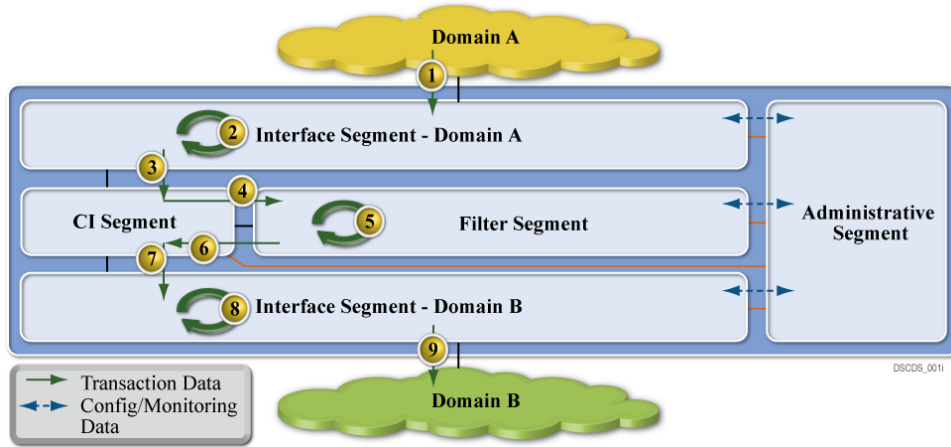 Domain A
1
2
Interface Segment - Domain A
3
4
CI Segment
5
Filter Segment
Administrative
Segment
6
7
8
Interface Segment - Domain B
9
DSCDS_001i
Transaction Data
Config/Monitoring
Data
Domain B